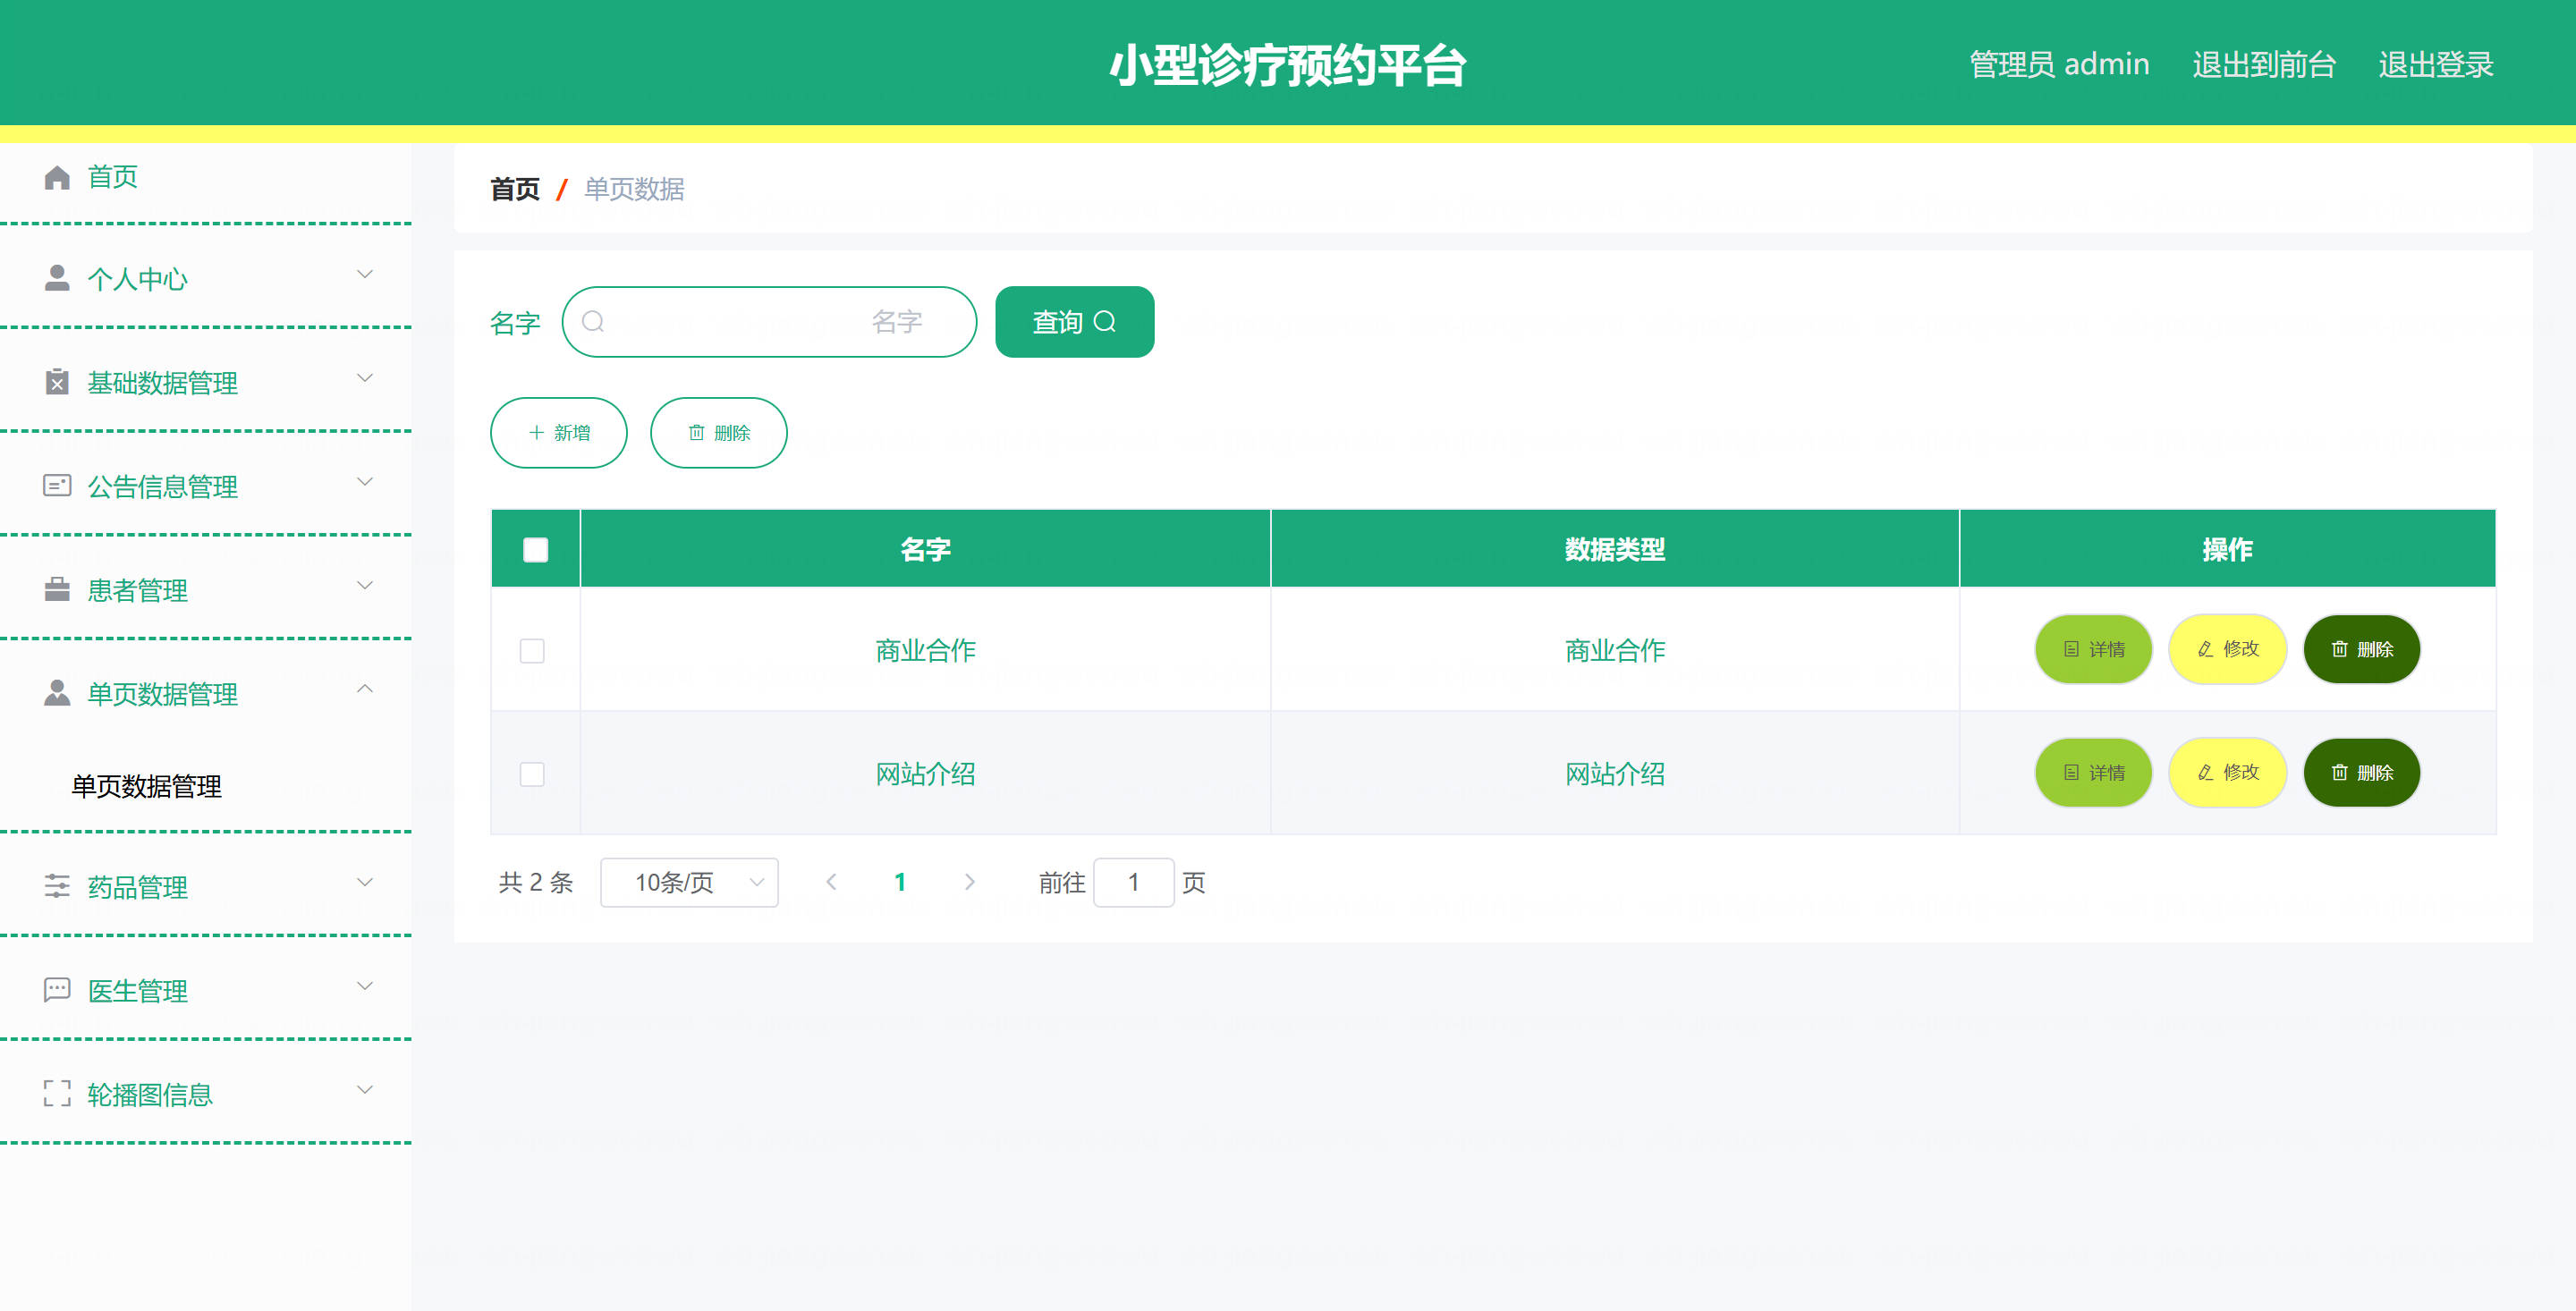 小型诊疗预约平台
管理员 admin 退出到前台 退出登录
首页
个人中心
基础数据管理
公告信息管理
患者管理
单页数据管理
单页数据管理
药品管理
医生管理
轮播图信息
首页 / 单页数据
名字 名字 查询
新增 删除
名字 数据类型 操作
商业合作 商业合作 详情 修改 删除
网站介绍 网站介绍 详情 修改 删除
共 2 条 10条/页 1 前往 1 页